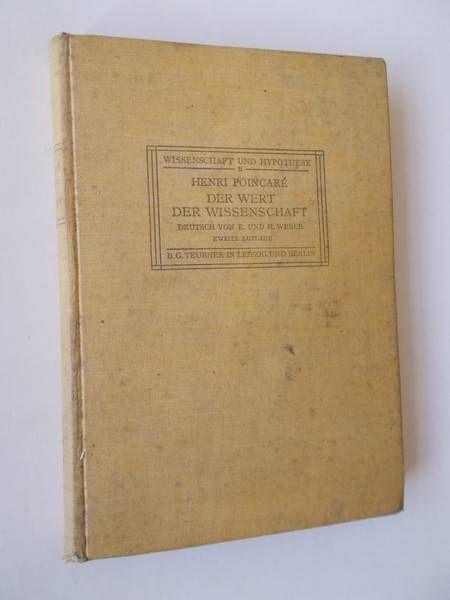 WISSENSCHAFT UND HYPOTHESE
II
HENRI POINCARÉ
DER WERT
DER WISSENSCHAFT
DEUTSCH VON E. UND H. WEBER
ZWEITE AUFLAGE
B. G. TEUBNER IN LEIPZIG UND BERLIN